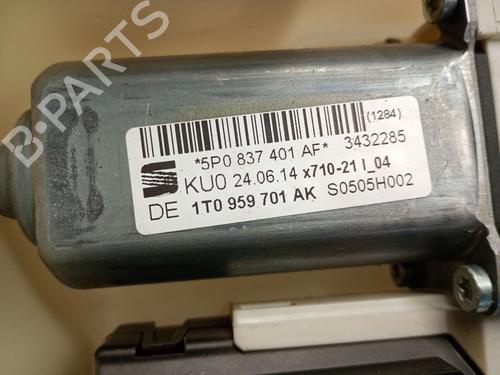 (1284)
*5P0 837 401 AF* 3432285
KU0 24.06.14 x710-21 I_04
DE 1T0 959 701 AK S0505H002
B-PARTS